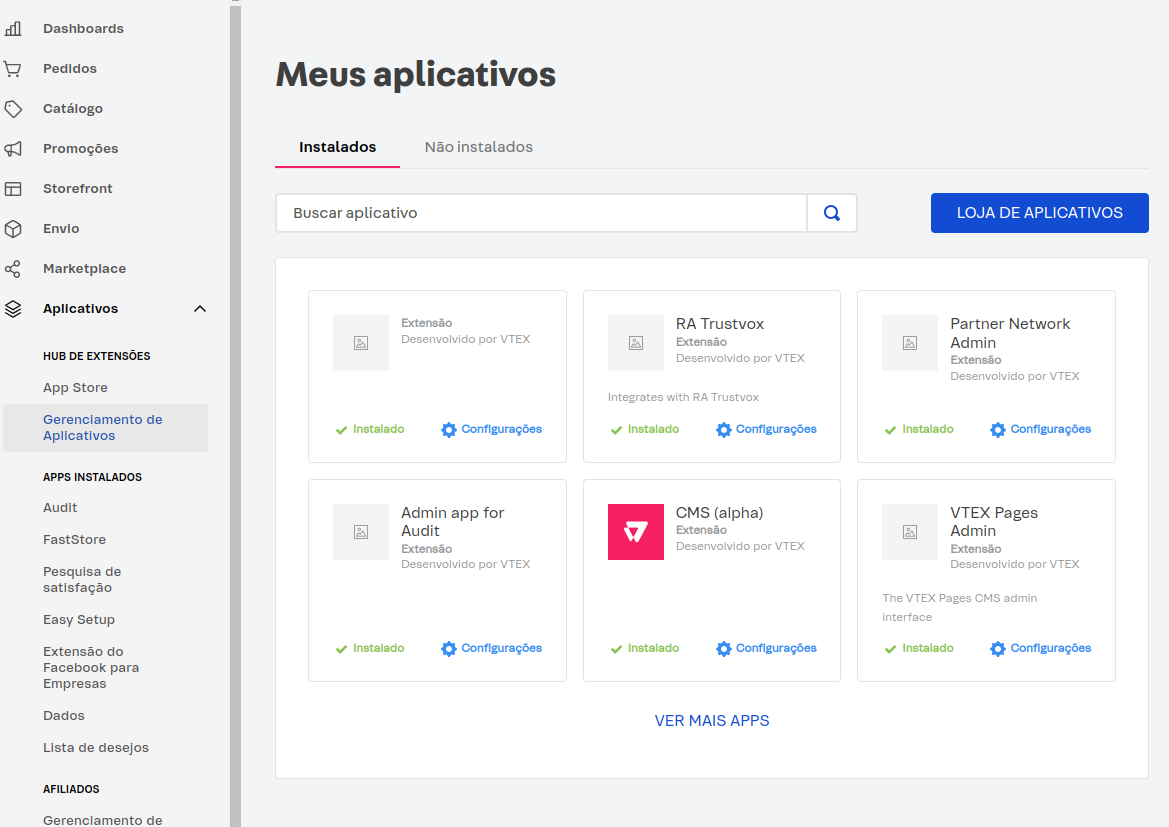 Dashboards
Pedidos
Catálogo
Promoções
Storefront
Envio
Marketplace
Aplicativos
HUB DE EXTENSÕES
App Store
Gerenciamento de
Aplicativos
APPS INSTALADOS
Audit
FastStore
Pesquisa de
satisfação
Easy Setup
Extensão do
Facebook para
Empresas
Dados
Lista de desejos
AFILIADOS
Gerenciamento de
Meus aplicativos
Instalados
Não instalados
Buscar aplicativo
LOJA DE APLICATIVOS
Extensão
Desenvolvido por VTEX
Instalado
Configurações
RA Trustvox
Extensão
Desenvolvido por VTEX
Integrates with RA Trustvox
Instalado
Configurações
Partner Network
Admin
Extensão
Desenvolvido por VTEX
Instalado
Configurações
Admin app for
Audit
Extensão
Desenvolvido por VTEX
Instalado
Configurações
CMS (alpha)
Extensão
Desenvolvido por VTEX
Instalado
Configurações
VTEX Pages
Admin
Extensão
Desenvolvido por VTEX
The VTEX Pages CMS admin
interface
Instalado
Configurações
VER MAIS APPS